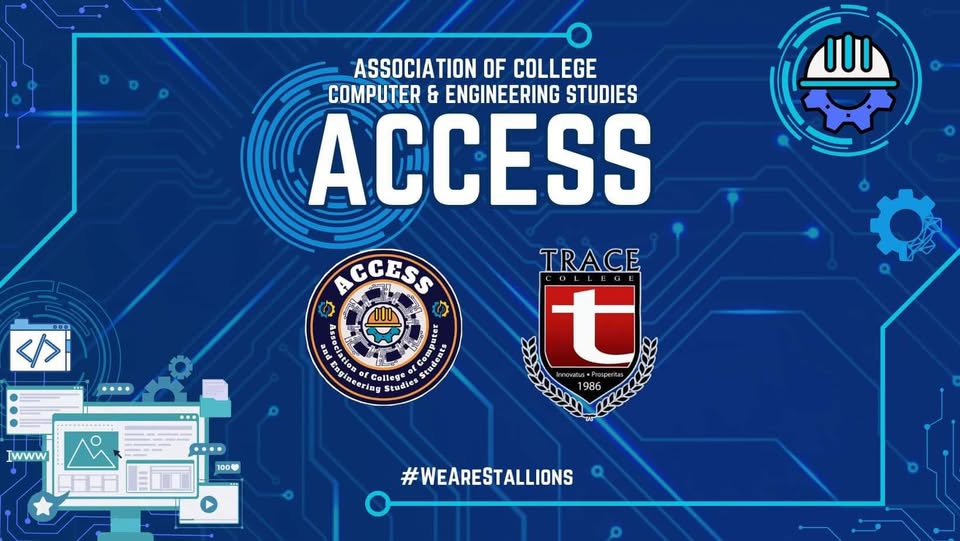 ASSOCIATION OF COLLEGE
COMPUTER & ENGINEERING STUDIES
ACCESS
ACCESS
Association of College of Computer
and Engineering Studies Students
TRACE
COLLEGE
t
Innovatus • Prosperitas
1986
</>
WWW
100
#WeAreStallions